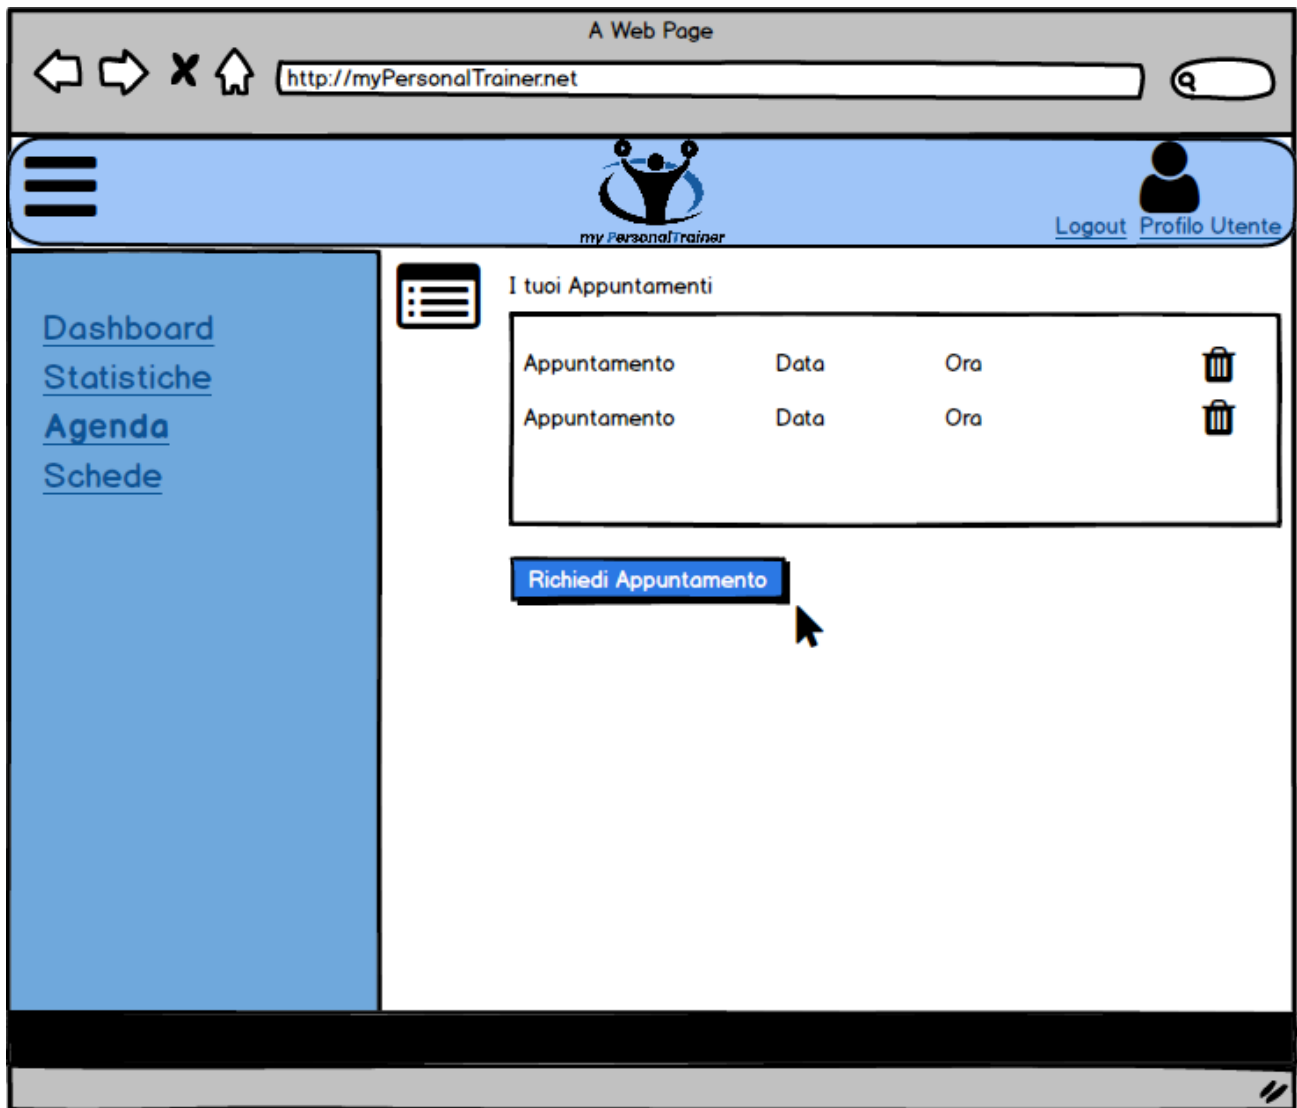 A Web Page
http://myPersonalTrainer.net
my PersonalTrainer
Logout Profilo Utente
Dashboard
Statistiche
Agenda
Schede
I tuoi Appuntamenti
Appuntamento Data Ora
Appuntamento Data Ora
Richiedi Appuntamento